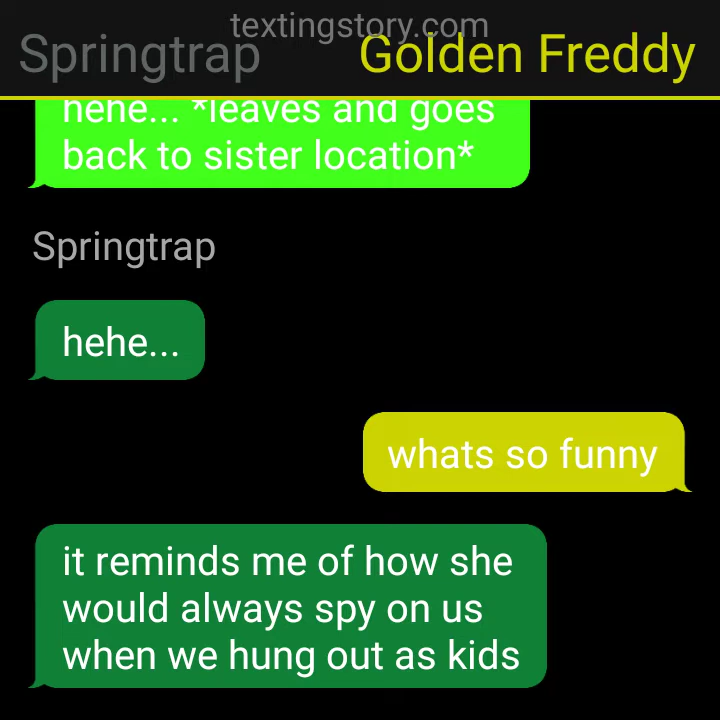 textingstory.com
Springtrap Golden Freddy
hehe... *leaves and goes
back to sister location*
Springtrap
hehe...
whats so funny
it reminds me of how she
would always spy on us
when we hung out as kids